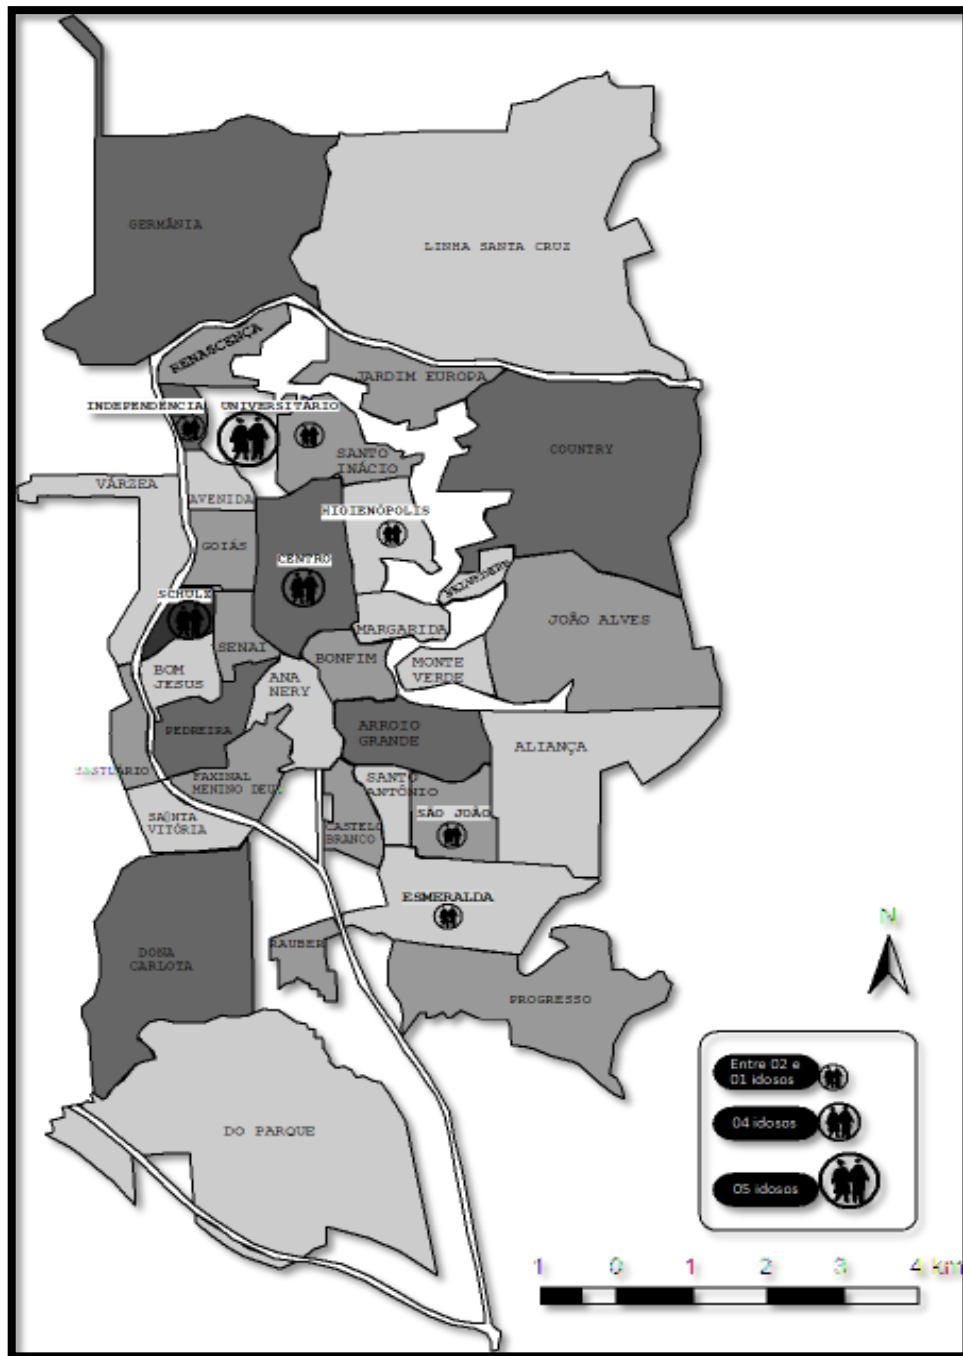 GERMÂNIA
LINHA SANTA CRUZ
RENASCENÇA
JARDIM EUROPA
INDEPENDÊNCIA
UNIVERSITÁRIO
COUNTRY
SANTO
INÁCIO
VÁRZEA
AVENIDA
HIGIENÓPOLIS
GOIÁS
CENTRO
BELVEDERE
SCHULZ
JOÃO ALVES
MARGARIDA
SENAI
BONFIM
MONTE
VERDE
BOM
JESUS
ANA
NERY
PEDREIRA
ARROIO
GRANDE
ALIANÇA
FAXINAL
MENINO DEUS
SANTO
ANTÔNIO
SANTA
VITÓRIA
CASTELO
BRANCO
SÃO JOÃO
ESMERALDA
RAUBER
DONA
CARLOTA
PROGRESSO
N
Entre 02 e
01 idosos
04 idosos
05 idosos
DO PARQUE
1 0 1 2 3 4 km